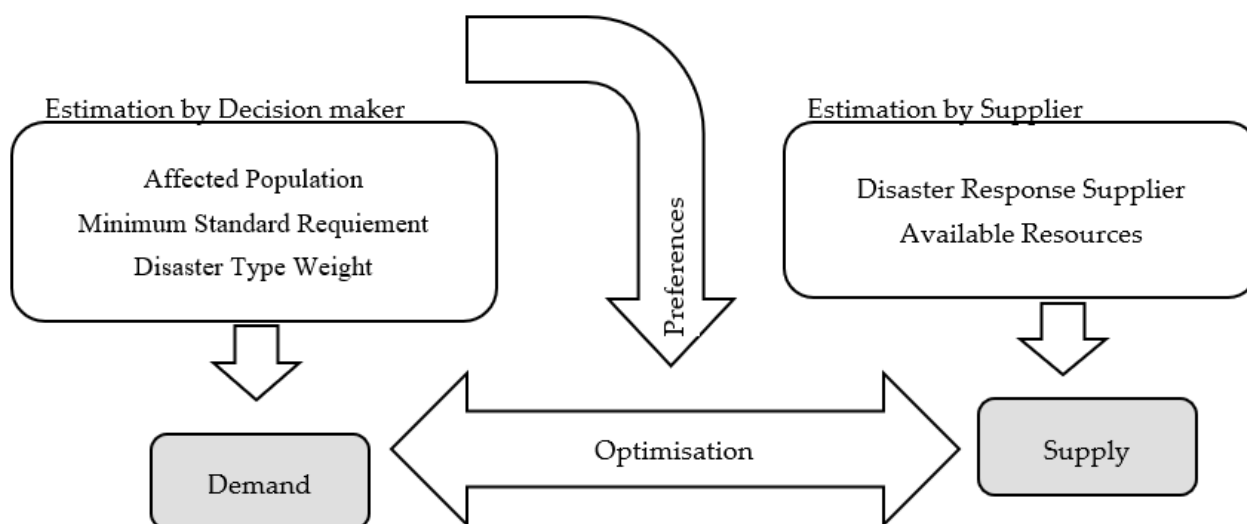 Estimation by Decision maker
Affected Population
Minimum Standard Requiement
Disaster Type Weight
Preferences
Estimation by Supplier
Disaster Response Supplier
Available Resources
Demand
Optimisation
Supply